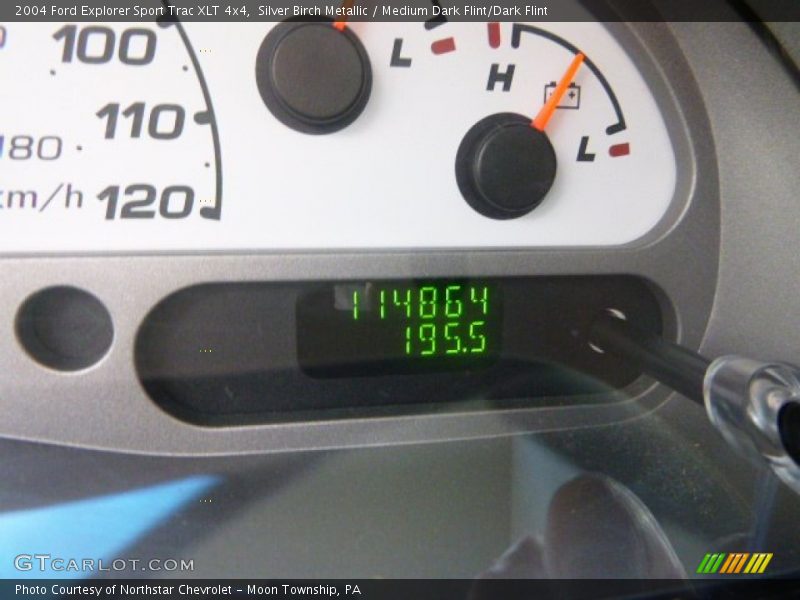 2004 Ford Explorer Sport Trac XLT 4x4, Silver Birch Metallic / Medium Dark Flint/Dark Flint
100
110
180
km/h
120
L
H
L
114864
195.5
GTCARLOT.COM
Photo Courtesy of Northstar Chevrolet - Moon Township, PA